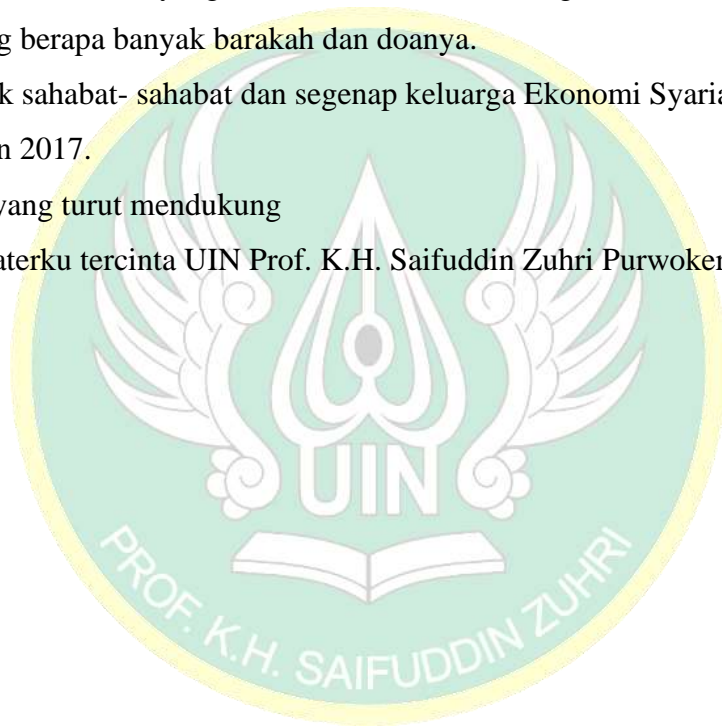 g berapa banyak barakah dan doanya.
k sahabat- sahabat dan segenap keluarga Ekonomi Syaria
n 2017.
yang turut mendukung
aterku tercinta UIN Prof. K.H. Saifuddin Zuhri Purwoker
UIN
PROF. K.H. SAIFUDDIN ZUHRI